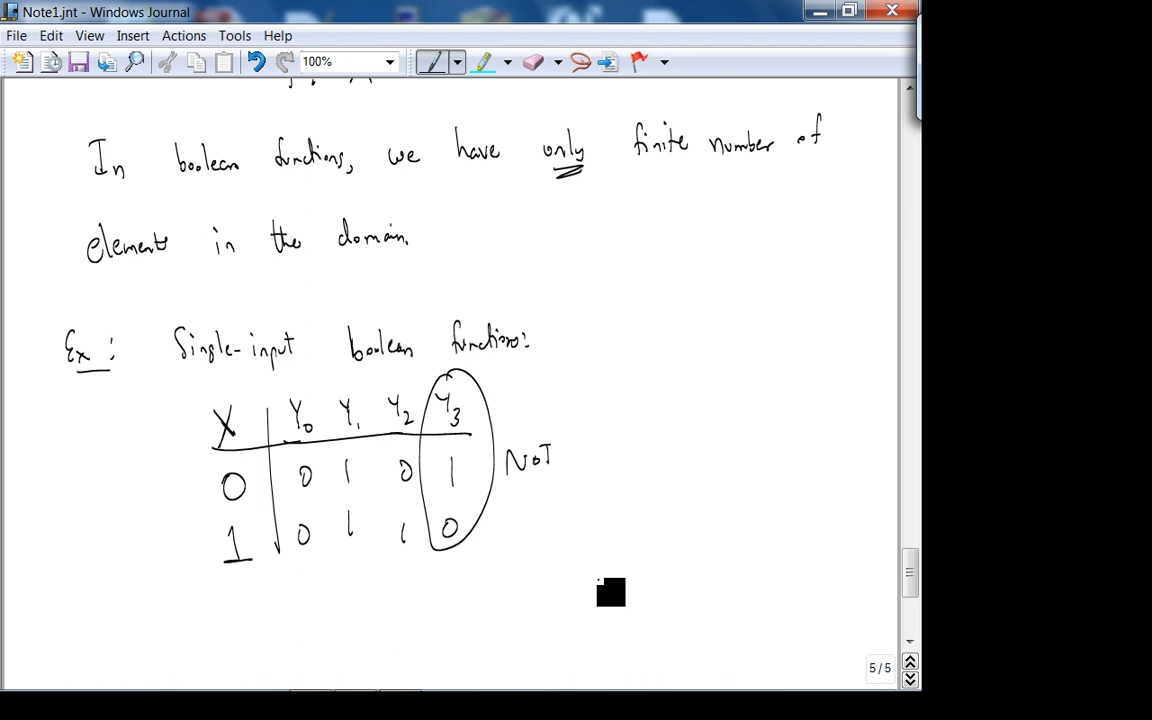 Note1.jnt - Windows Journal
File Edit View Insert Actions Tools Help
100%
In boolean functions, we have only finite number of
elements in the domain.
Ex: Single-input boolean functions:
X Y0 Y1 Y2 Y3
0 0 1 0 1 NOT
1 0 1 1 0
5 / 5